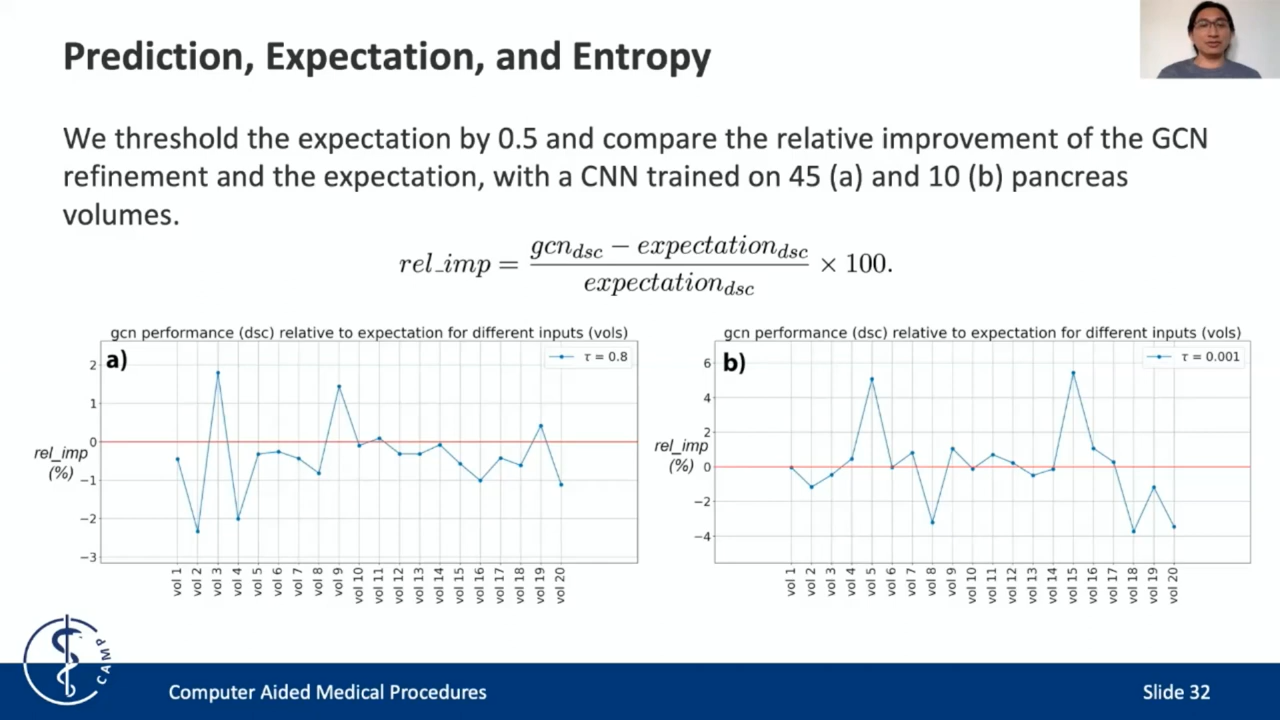 Prediction, Expectation, and Entropy
We threshold the expectation by 0.5 and compare the relative improvement of the GCN
refinement and the expectation, with a CNN trained on 45 (a) and 10 (b) pancreas
volumes.
rel_imp = (gcn_dsc − expectation_dsc) / expectation_dsc × 100.
gcn performance (dsc) relative to expectation for different inputs (vols)
a)
τ = 0.8
2
1
0
−1
−2
−3
rel_imp
(%)
vol 1
vol 2
vol 3
vol 4
vol 5
vol 6
vol 7
vol 8
vol 9
vol 10
vol 11
vol 12
vol 13
vol 14
vol 15
vol 16
vol 17
vol 18
vol 19
vol 20
gcn performance (dsc) relative to expectation for different inputs (vols)
b)
τ = 0.001
6
4
2
0
−2
−4
rel_imp
(%)
vol 1
vol 2
vol 3
vol 4
vol 5
vol 6
vol 7
vol 8
vol 9
vol 10
vol 11
vol 12
vol 13
vol 14
vol 15
vol 16
vol 17
vol 18
vol 19
vol 20
CAMP
Computer Aided Medical Procedures
Slide 32